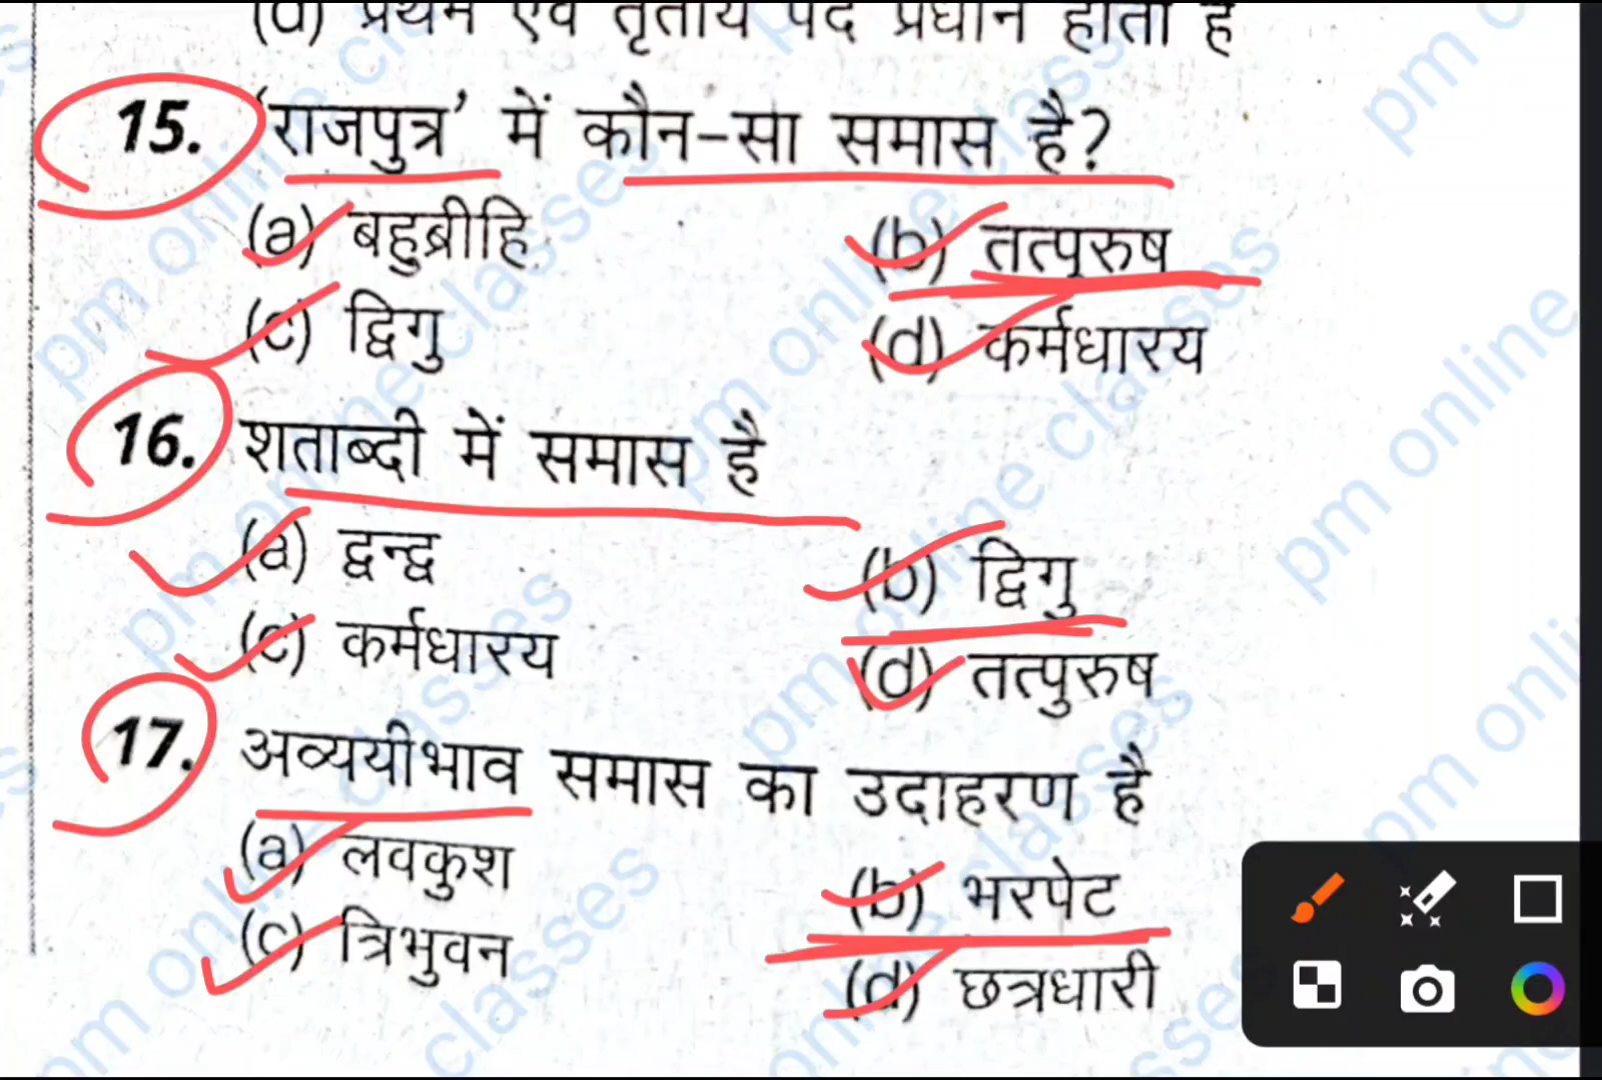 (d) प्रथम एवं तृतीय पद प्रधान होता है
15. 'राजपुत्र' में कौन-सा समास है?
(a) बहुब्रीहि (b) तत्पुरुष
(c) द्विगु (d) कर्मधारय
16. शताब्दी में समास है
(a) द्वन्द्व (b) द्विगु
(c) कर्मधारय (d) तत्पुरुष
17. अव्ययीभाव समास का उदाहरण है
(a) लवकुश (b) भरपेट
(c) त्रिभुवन (d) छत्रधारी
pm online classes